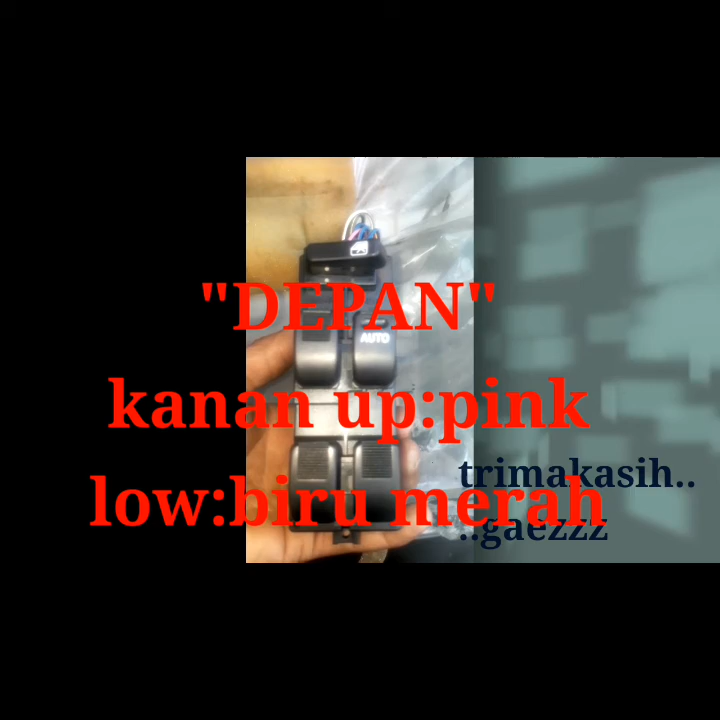 "DEPAN"
AUTO
kanan up:pink
low:biru merah
trimakasih..
..gaezzz